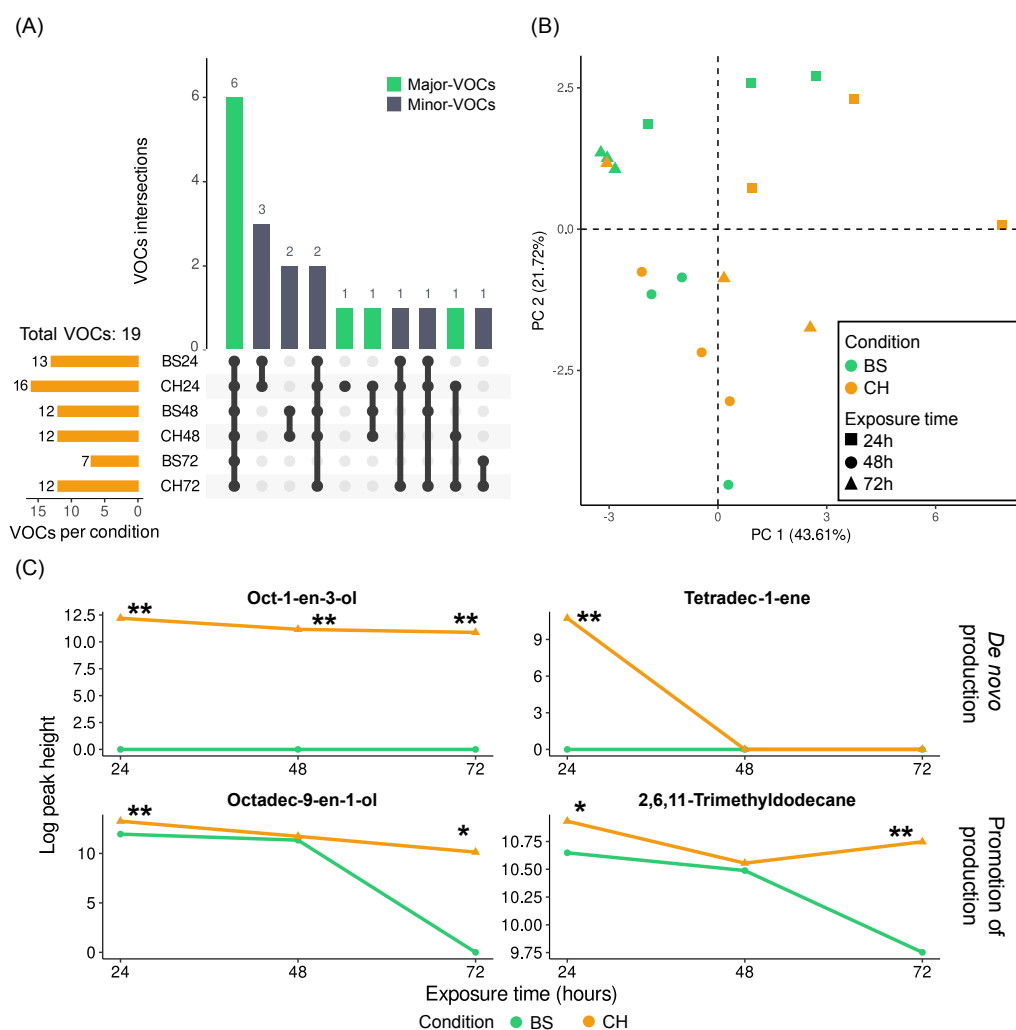 (A)
Major-VOCs
Minor-VOCs
VOCs intersections
6
4
2
0
6
3
2
2
1
1
1
1
1
1
Total VOCs: 19
13
BS24
16
CH24
12
BS48
12
CH48
7
BS72
12
CH72
15 10 5 0
VOCs per condition
(B)
PC 2 (21.72%)
2.5
0.0
-2.5
-3 0 3 6
PC 1 (43.61%)
Condition
BS
CH
Exposure time
24h
48h
72h
(C)
Log peak height
Oct-1-en-3-ol
12.5
10.0
7.5
5.0
2.5
0.0
** ** **
24 48 72
Tetradec-1-ene
9
6
3
0
**
24 48 72
De novo
production
Octadec-9-en-1-ol
10
5
0
** *
24 48 72
2,6,11-Trimethyldodecane
10.75
10.50
10.25
10.00
9.75
* **
24 48 72
Promotion of
production
Exposure time (hours)
Condition BS CH